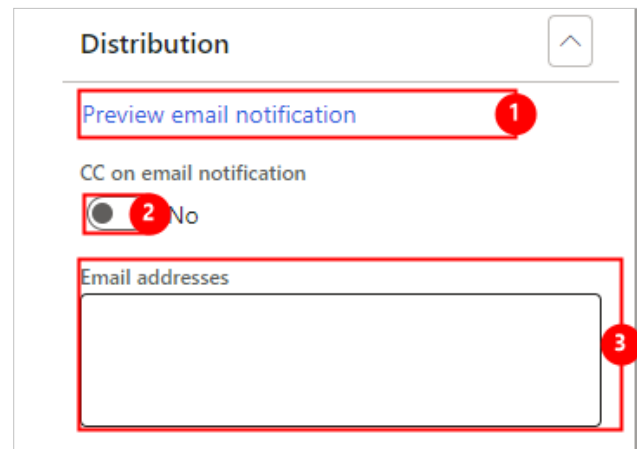 Distribution
Preview email notification 1
CC on email notification
2 No
Email addresses
3